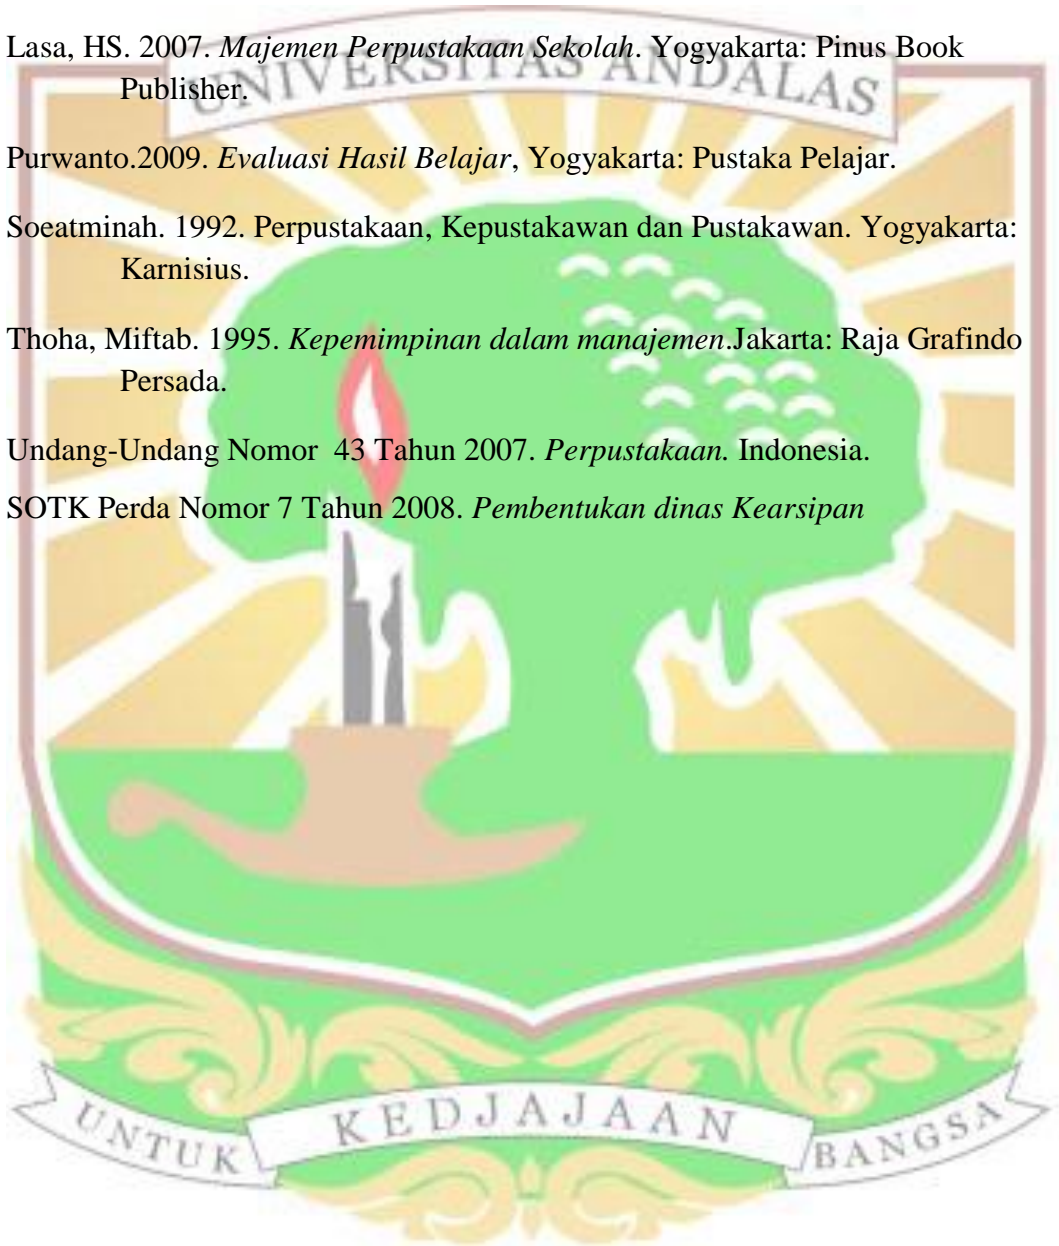 Lasa, HS. 2007. Majemen Perpustakaan Sekolah. Yogyakarta: Pinus Book
Publisher.
UNIVERSITAS ANDALAS
Purwanto.2009. Evaluasi Hasil Belajar, Yogyakarta: Pustaka Pelajar.
Soeatminah. 1992. Perpustakaan, Kepustakawan dan Pustakawan. Yogyakarta:
Karnisius.
Thoha, Miftab. 1995. Kepemimpinan dalam manajemen.Jakarta: Raja Grafindo
Persada.
Undang-Undang Nomor  43 Tahun 2007. Perpustakaan. Indonesia.
SOTK Perda Nomor 7 Tahun 2008. Pembentukan dinas Kearsipan
UNTUK KEDJAJAAN BANGSA